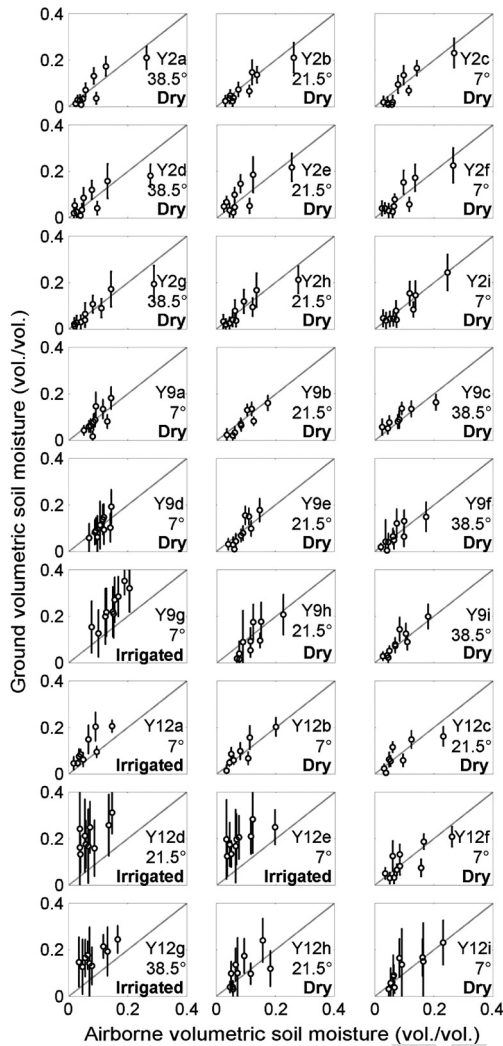 0.4 Y2a Y2b Y2c
0.2 38.5° 21.5° 7°
0 Dry Dry Dry
0.4 Y2d Y2e Y2f
0.2 38.5° 21.5° 7°
0 Dry Dry Dry
0.4 Y2g Y2h Y2i
0.2 38.5° 21.5° 7°
0 Dry Dry Dry
0.4 Y9a Y9b Y9c
0.2 7° 21.5° 38.5°
0 Dry Dry Dry
0.4 Y9d Y9e Y9f
0.2 7° 21.5° 38.5°
0 Dry Dry Dry
0.4 Y9g Y9h Y9i
0.2 7° 21.5° 38.5°
0 Irrigated Dry Dry
0.4 Y12a Y12b Y12c
0.2 7° 7° 21.5°
0 Irrigated Dry Dry
0.4 Y12d Y12e Y12f
0.2 21.5° 7° 7°
0 Irrigated Irrigated Dry
0.4 Y12g Y12h Y12i
0.2 38.5° 21.5° 7°
0 Irrigated Dry Dry
0 0.2 0.4 0 0.2 0.4 0 0.2 0.4
Ground volumetric soil moisture (vol./vol.)
Airborne volumetric soil moisture (vol./vol.)